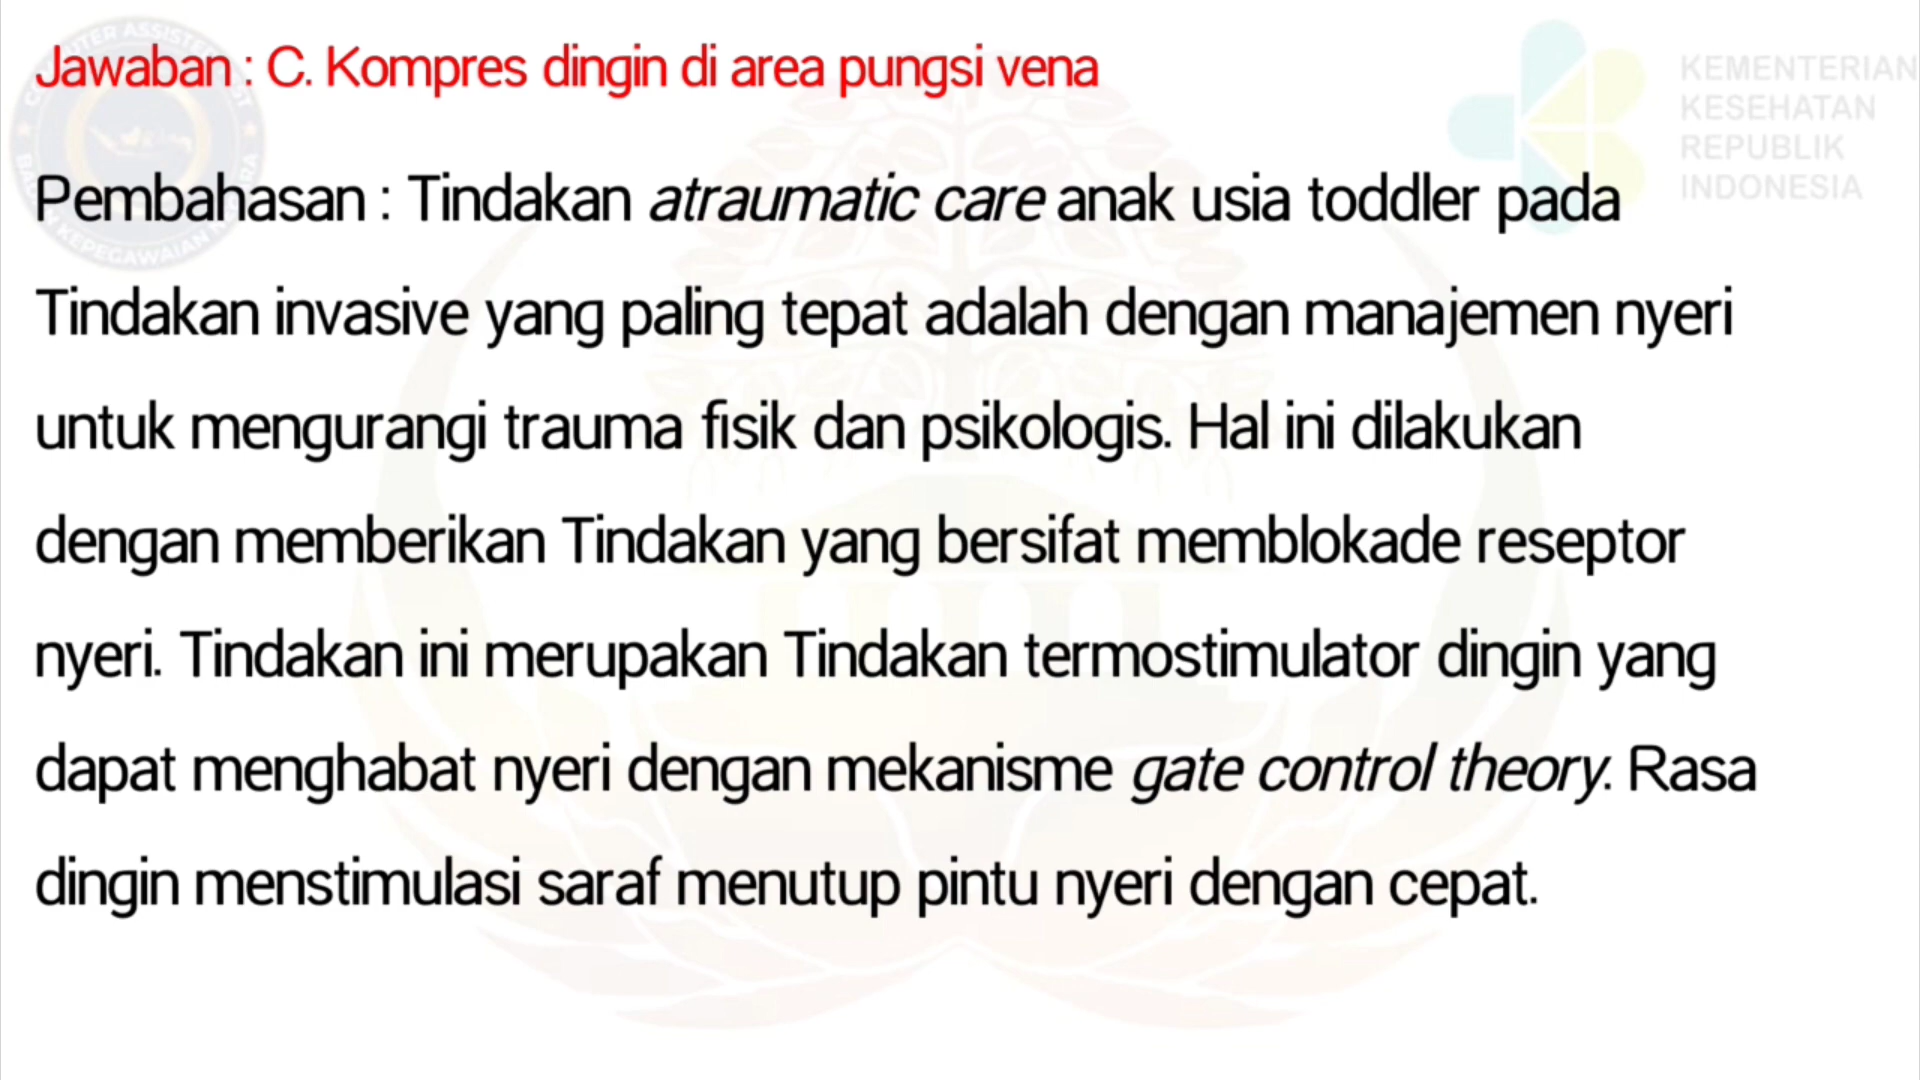 Jawaban : C. Kompres dingin di area pungsi vena
KEMENTERIAN
KESEHATAN
REPUBLIK
INDONESIA
Pembahasan : Tindakan atraumatic care anak usia toddler pada
Tindakan invasive yang paling tepat adalah dengan manajemen nyeri
untuk mengurangi trauma fisik dan psikologis. Hal ini dilakukan
dengan memberikan Tindakan yang bersifat memblokade reseptor
nyeri. Tindakan ini merupakan Tindakan termostimulator dingin yang
dapat menghabat nyeri dengan mekanisme gate control theory. Rasa
dingin menstimulasi saraf menutup pintu nyeri dengan cepat.